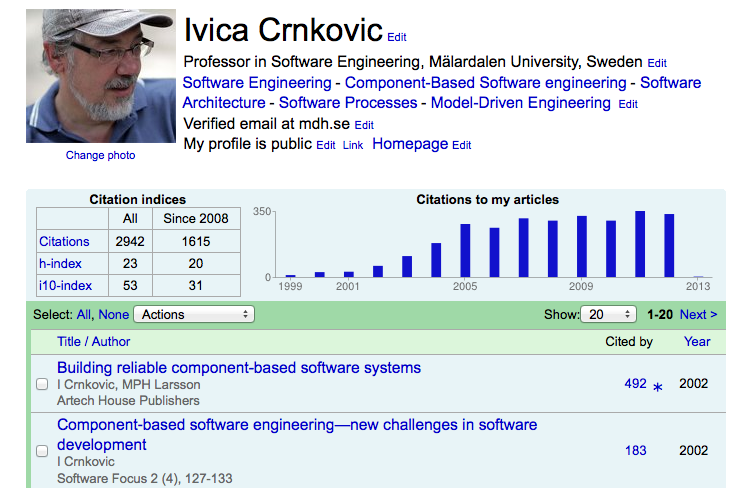 Ivica Crnkovic Edit
Professor in Software Engineering, Mälardalen University, Sweden Edit
Software Engineering - Component-Based Software engineering - Software
Architecture - Software Processes - Model-Driven Engineering Edit
Verified email at mdh.se Edit
Change photo
My profile is public Edit Link Homepage Edit
Citation indices
All Since 2008
Citations 2942 1615
h-index 23 20
i10-index 53 31
Citations to my articles
350
0
1999 2001 2005 2009 2013
Select: All, None Actions Show: 20 1-20 Next >
Title / Author Cited by Year
Building reliable component-based software systems
I Crnkovic, MPH Larsson
Artech House Publishers
492 * 2002
Component-based software engineering—new challenges in software
development
I Crnkovic
Software Focus 2 (4), 127-133
183 2002